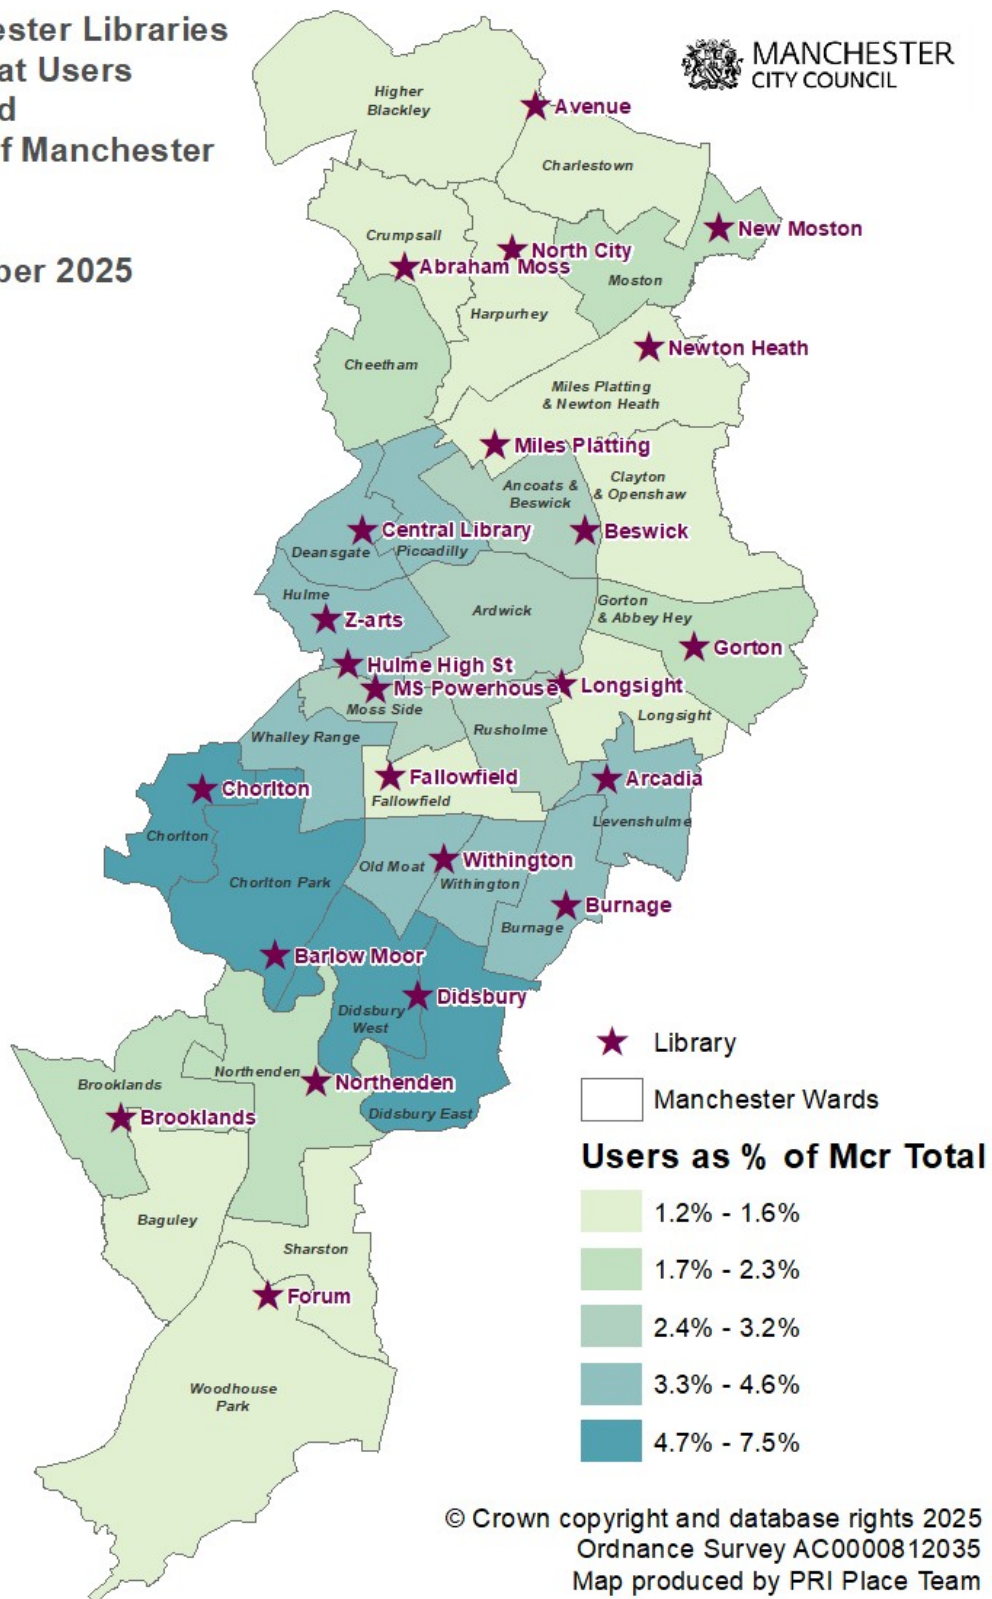 ester Libraries
at Users
d
f Manchester
ber 2025
MANCHESTER
CITY COUNCIL
Higher
Blackley
Avenue
Charlestown
New Moston
Crumpsall
North City
Abraham Moss
Moston
Harpurhey
Newton Heath
Cheetham
Miles Platting
& Newton Heath
Miles Platting
Clayton
& Openshaw
Ancoats &
Beswick
Central Library
Beswick
Deansgate
Piccadilly
Hulme
Z-arts
Ardwick
Gorton
& Abbey Hey
Gorton
Hulme High St
MS Powerhouse
Longsight
Moss Side
Longsight
Rusholme
Whalley Range
Chorlton
Fallowfield
Arcadia
Fallowfield
Levenshulme
Chorlton
Old Moat
Withington
Withington
Chorlton Park
Burnage
Burnage
Barlow Moor
Didsbury
Didsbury
West
Northenden
Northenden
Brooklands
Brooklands
Didsbury East
Baguley
Sharston
Forum
Woodhouse
Park
Library
Manchester Wards
Users as % of Mcr Total
1.2% - 1.6%
1.7% - 2.3%
2.4% - 3.2%
3.3% - 4.6%
4.7% - 7.5%
© Crown copyright and database rights 2025
Ordnance Survey AC0000812035
Map produced by PRI Place Team